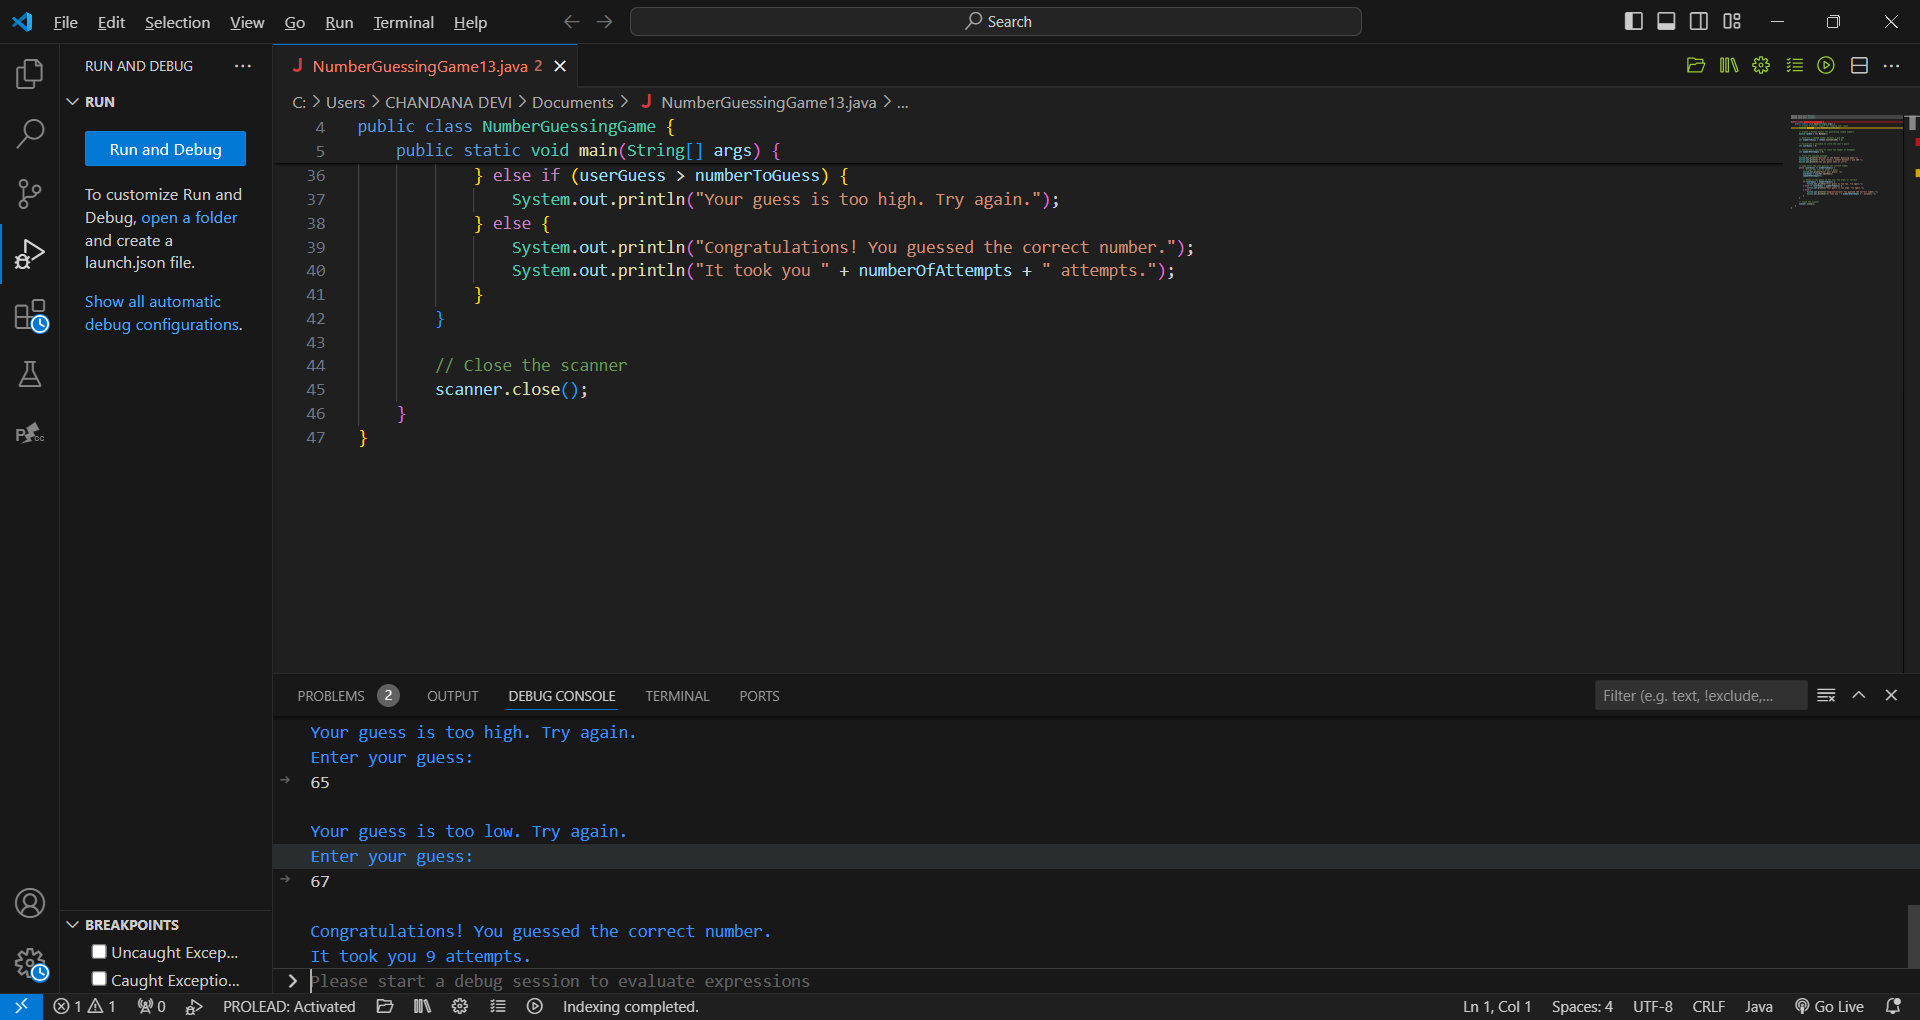 File Edit Selection View Go Run Terminal Help
Search
RUN AND DEBUG
NumberGuessingGame13.java 2
RUN
C: > Users > CHANDANA DEVI > Documents > NumberGuessingGame13.java > ...
Run and Debug
To customize Run and
Debug, open a folder
and create a
launch.json file.
Show all automatic
debug configurations.
4 public class NumberGuessingGame {
5 public static void main(String[] args) {
36 } else if (userGuess > numberToGuess) {
37 System.out.println("Your guess is too high. Try again.");
38 } else {
39 System.out.println("Congratulations! You guessed the correct number.");
40 System.out.println("It took you " + numberOfAttempts + " attempts.");
41 }
42 }
43
44 // Close the scanner
45 scanner.close();
46 }
47 }
PROBLEMS 2 OUTPUT DEBUG CONSOLE TERMINAL PORTS
Filter (e.g. text, !exclude,...
Your guess is too high. Try again.
Enter your guess:
65
Your guess is too low. Try again.
Enter your guess:
67
Congratulations! You guessed the correct number.
It took you 9 attempts.
Please start a debug session to evaluate expressions
BREAKPOINTS
Uncaught Excep...
Caught Exceptio...
1 1 0 PROLEAD: Activated Indexing completed.
Ln 1, Col 1 Spaces: 4 UTF-8 CRLF Java Go Live